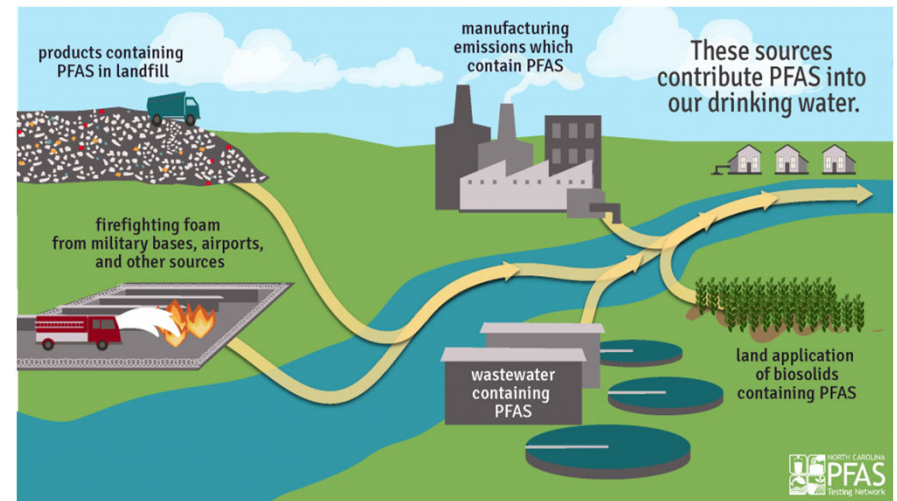 products containing
PFAS in landfill
manufacturing
emissions which
contain PFAS
These sources
contribute PFAS into
our drinking water.
firefighting foam
from military bases, airports,
and other sources
wastewater
containing
PFAS
land application
of biosolids
containing PFAS
NORTH CAROLINA
PFAS
Testing Network